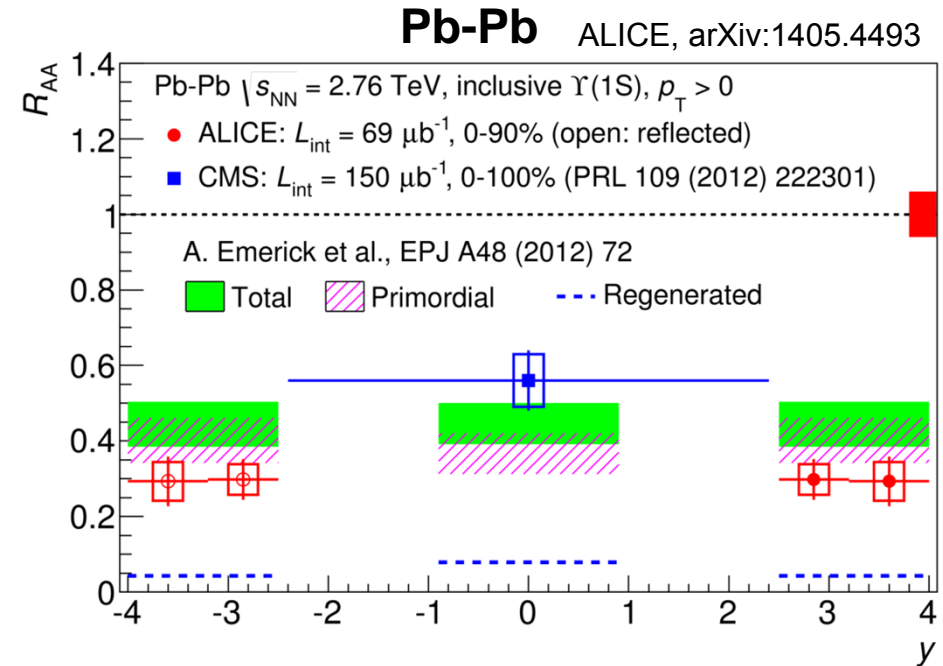 Pb-Pb ALICE, arXiv:1405.4493
R_AA
Pb-Pb √s_NN = 2.76 TeV, inclusive ϒ(1S), p_T > 0
ALICE: L_int = 69 μb⁻¹, 0-90% (open: reflected)
CMS: L_int = 150 μb⁻¹, 0-100% (PRL 109 (2012) 222301)
A. Emerick et al., EPJ A48 (2012) 72
Total Primordial Regenerated
1.4
1.2
1
0.8
0.6
0.4
0.2
0
-4 -3 -2 -1 0 1 2 3 4
y